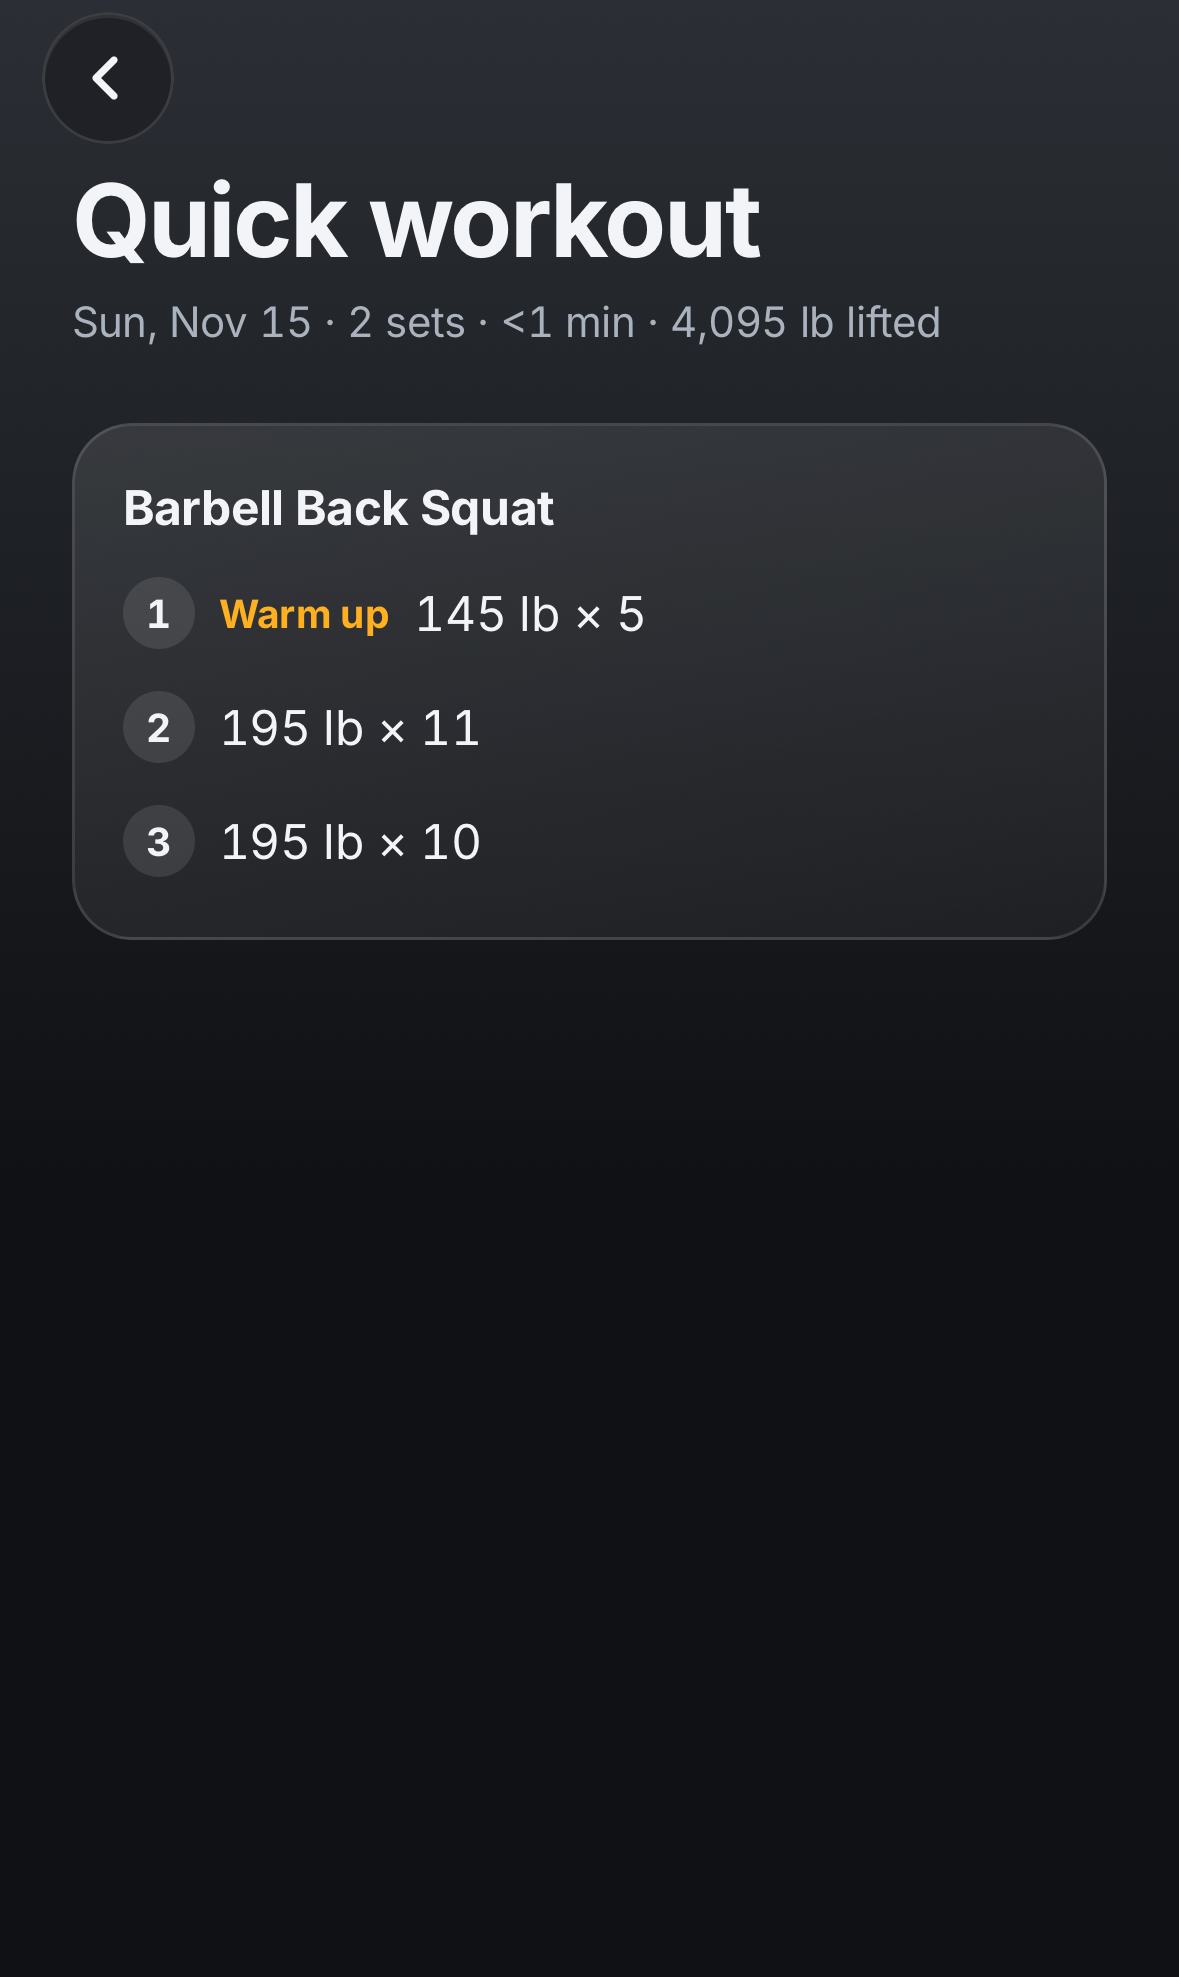 Quick workout
Sun, Nov 15 · 2 sets · <1 min · 4,095 lb lifted
Barbell Back Squat
1 Warm up 145 lb × 5
2 195 lb × 11
3 195 lb × 10